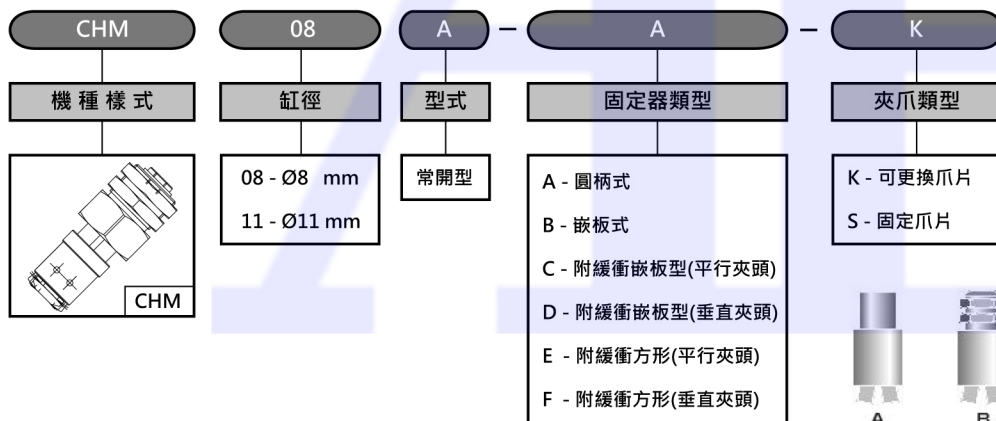 CHM 08 A - A - K
機種樣式 缸徑 型式 固定器類型 夾爪類型
CHM
08 - Ø8 mm
11 - Ø11 mm
常開型
A - 圓柄式
B - 嵌板式
C - 附緩衝嵌板型(平行夾頭)
D - 附緩衝嵌板型(垂直夾頭)
E - 附緩衝方形(平行夾頭)
F - 附緩衝方形(垂直夾頭)
K - 可更換爪片
S - 固定爪片
A B